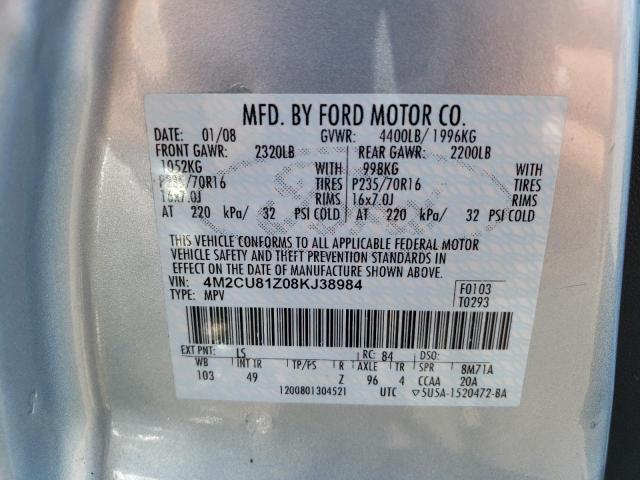 MFD. BY FORD MOTOR CO.
DATE: 01/08 GVWR: 4400LB/ 1996KG
FRONT GAWR: 2320LB REAR GAWR: 2200LB
1052KG WITH 998KG WITH
P235/70R16 TIRES P235/70R16 TIRES
16x7.0J RIMS 16x7.0J RIMS
AT 220 kPa/ 32 PSI COLD AT 220 kPa/ 32 PSI COLD
THIS VEHICLE CONFORMS TO ALL APPLICABLE FEDERAL MOTOR
VEHICLE SAFETY AND THEFT PREVENTION STANDARDS IN
EFFECT ON THE DATE OF MANUFACTURE SHOWN ABOVE.
VIN: 4M2CU81Z08KJ38984 F0103
TYPE: MPV T0293
EXT PNT: LS RC: 84 DSO:
WB INT TR TP/PS R AXLE TR SPR 8M71A
103 49 Z 96 4 CCAA 20A
1200801304521 UTC ▽5U5A-1520472-BA